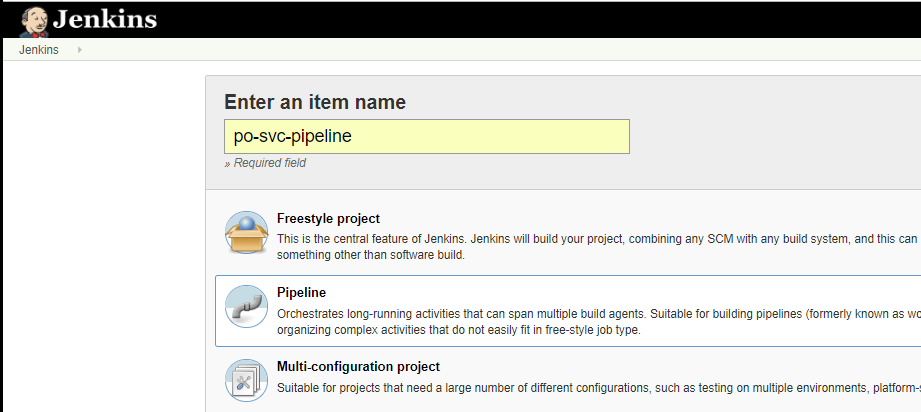 Jenkins
Jenkins
Enter an item name
po-svc-pipeline
» Required field
Freestyle project
This is the central feature of Jenkins. Jenkins will build your project, combining any SCM with any build system, and this can
something other than software build.
Pipeline
Orchestrates long-running activities that can span multiple build agents. Suitable for building pipelines (formerly known as wo
organizing complex activities that do not easily fit in free-style job type.
Multi-configuration project
Suitable for projects that need a large number of different configurations, such as testing on multiple environments, platform-s